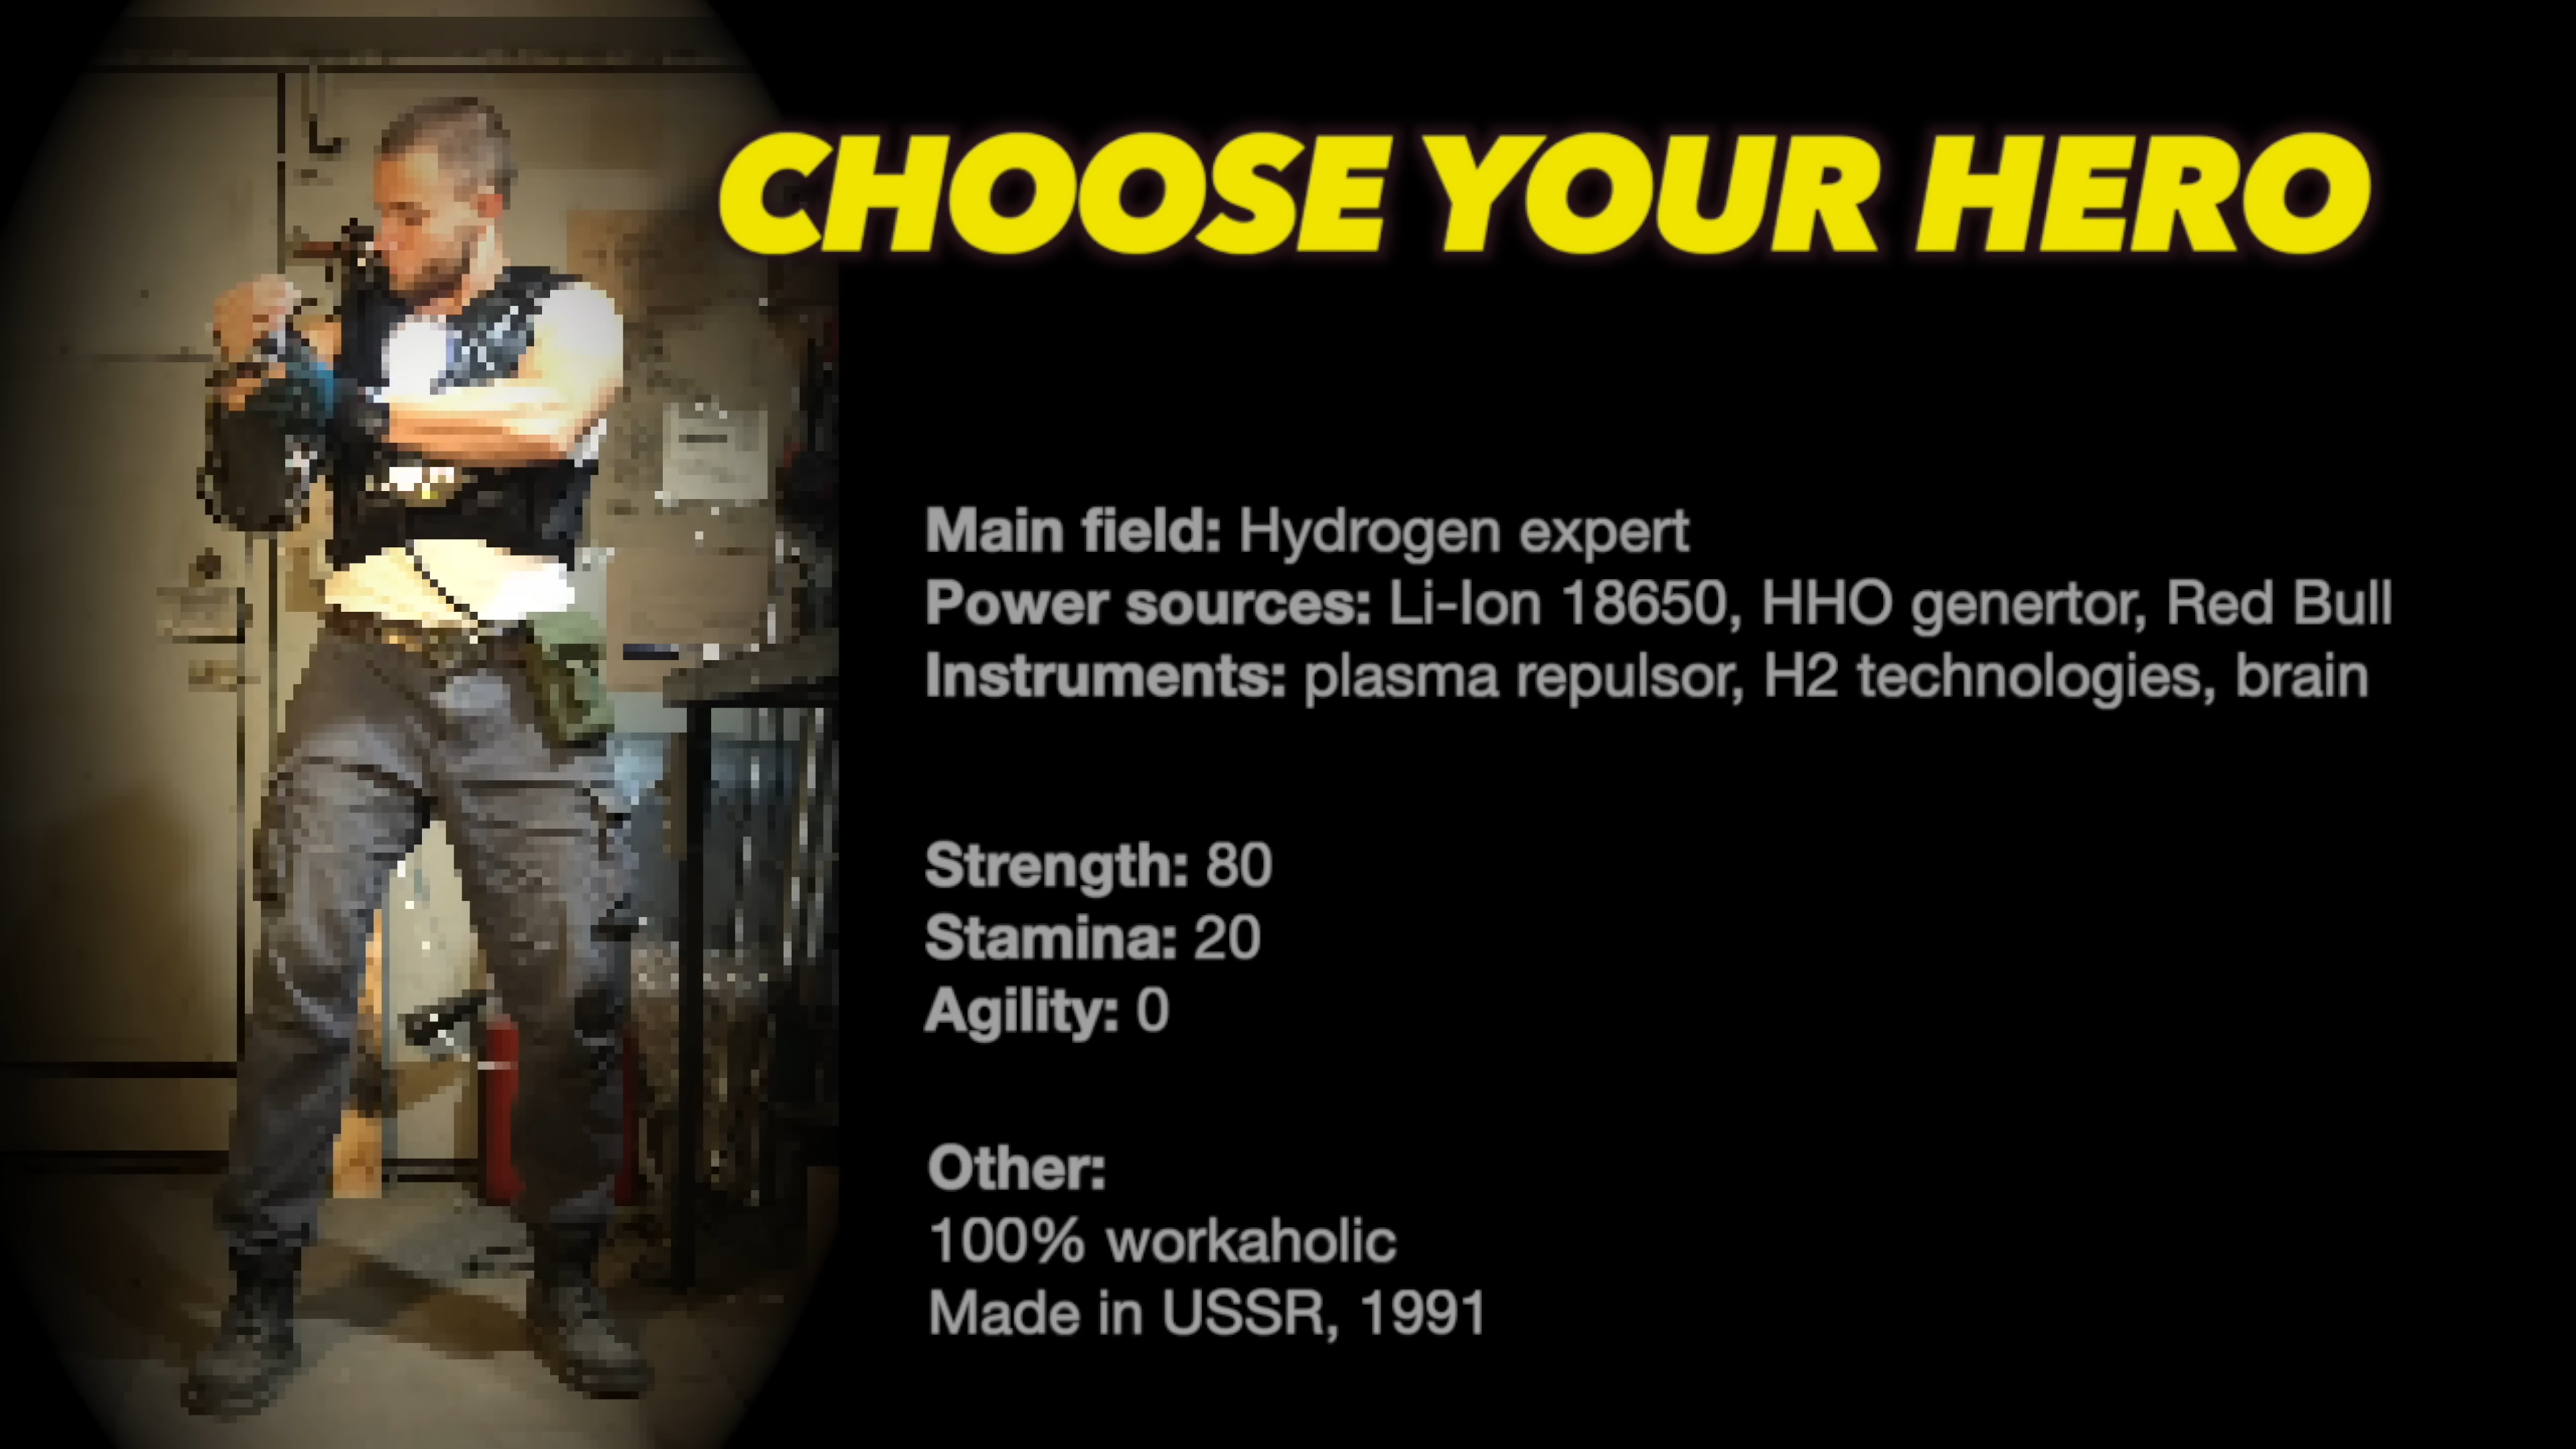 CHOOSE YOUR HERO
Main field: Hydrogen expert
Power sources: Li-Ion 18650, HHO genertor, Red Bull
Instruments: plasma repulsor, H2 technologies, brain
Strength: 80
Stamina: 20
Agility: 0
Other:
100% workaholic
Made in USSR, 1991